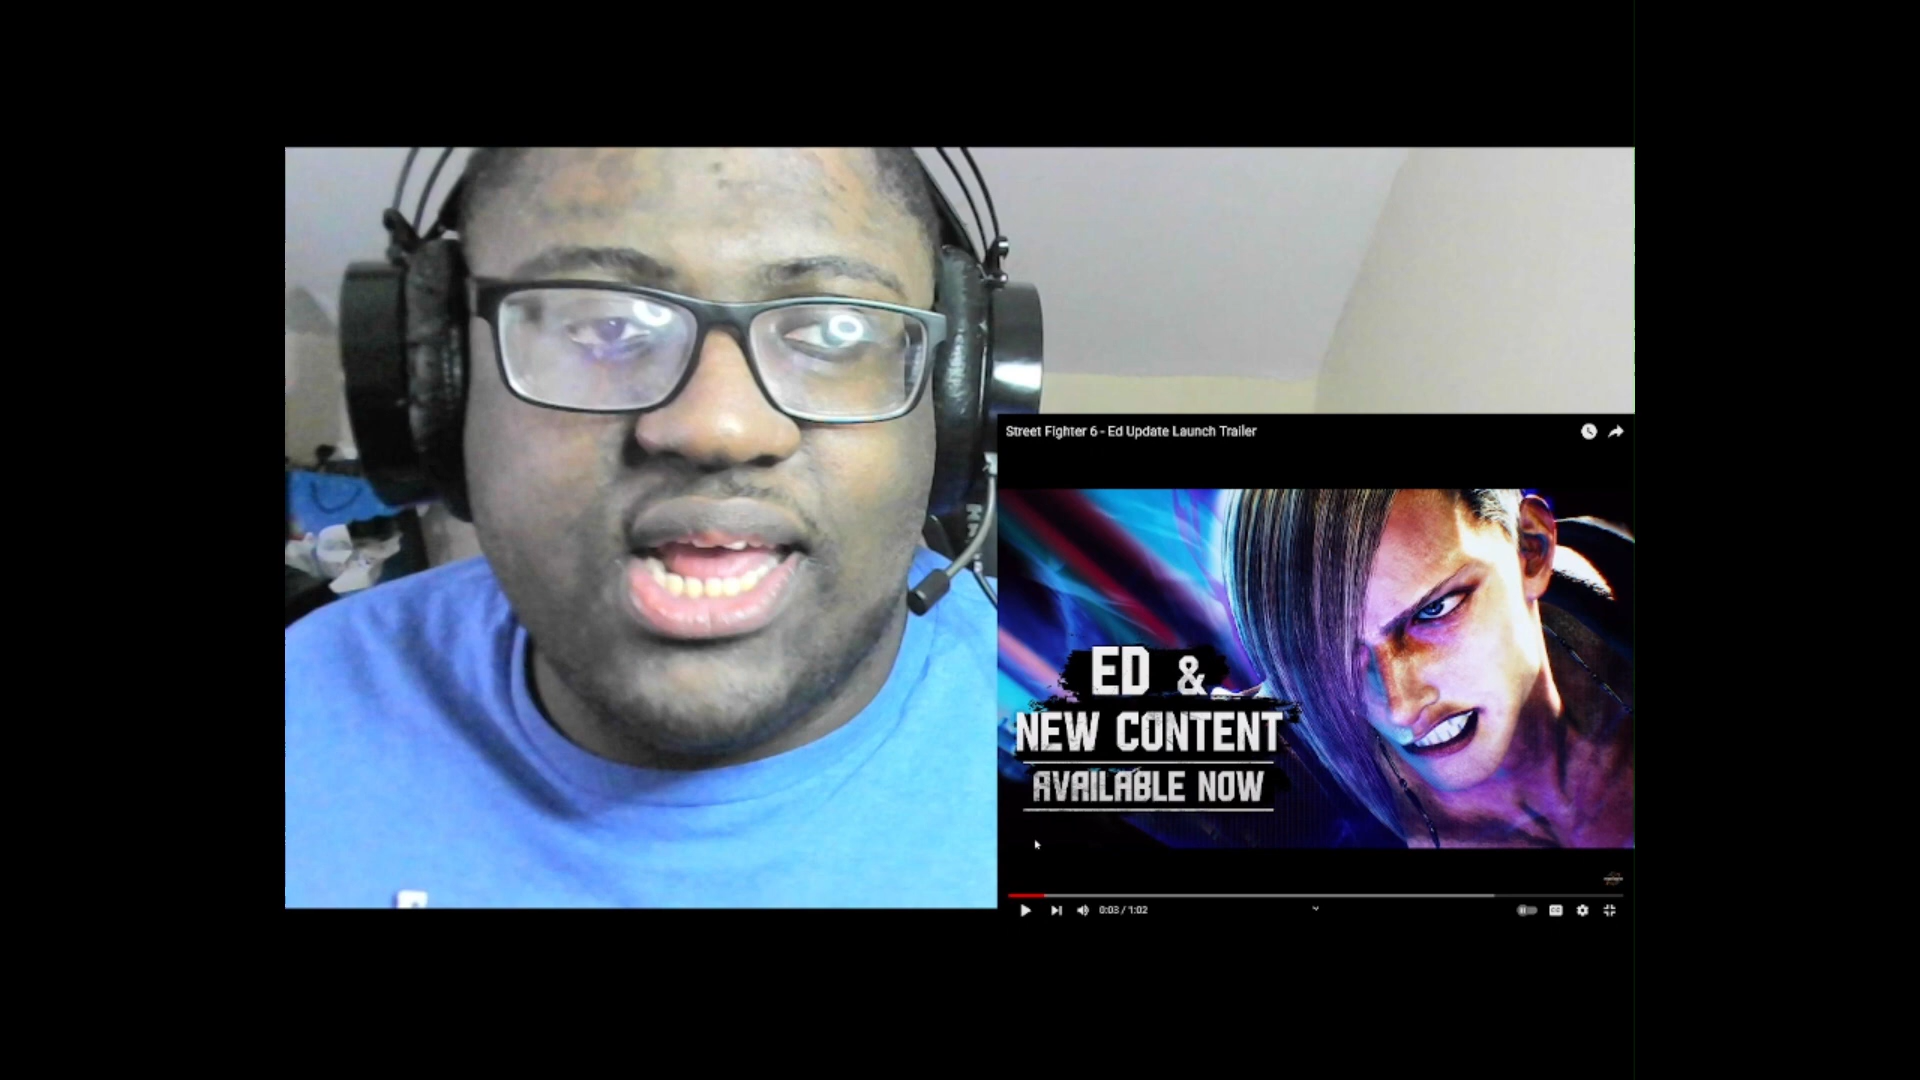 Street Fighter 6 - Ed Update Launch Trailer
ED &
NEW CONTENT
AVAILABLE NOW
0:03 / 1:02